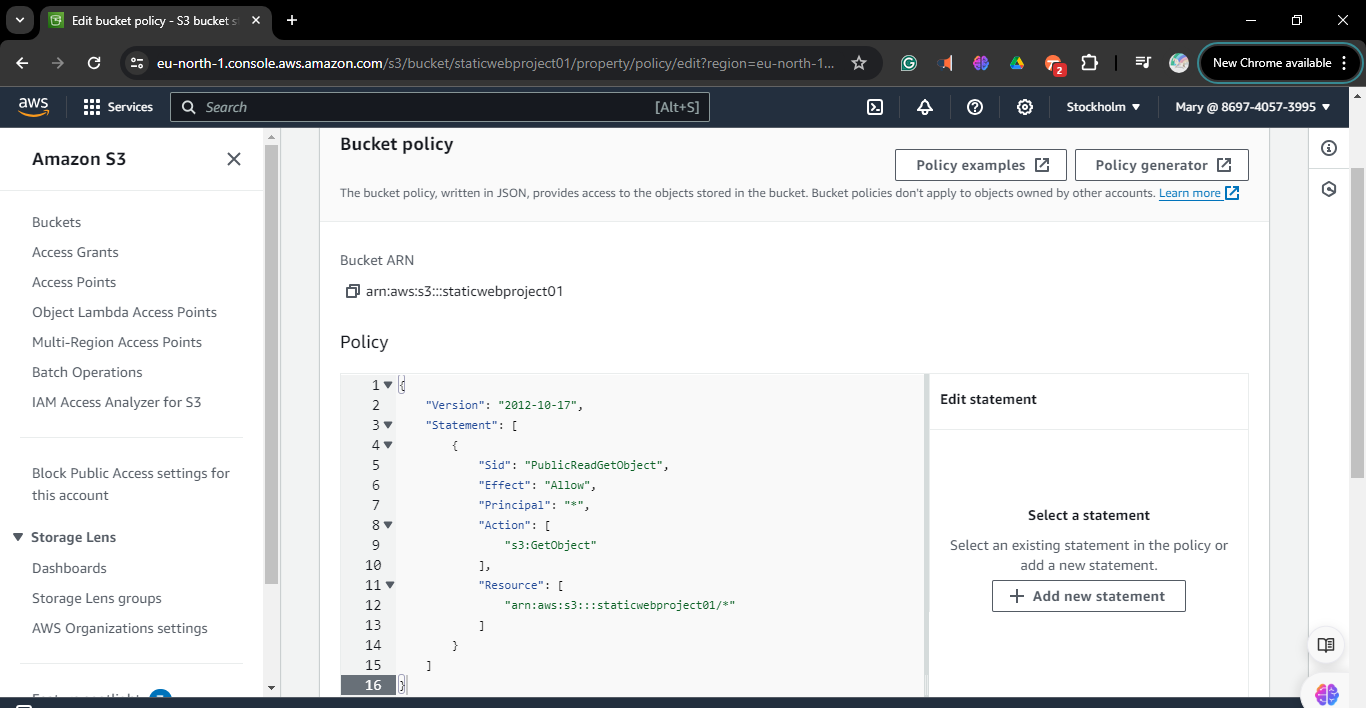 Edit bucket policy - S3 bucket s
eu-north-1.console.aws.amazon.com/s3/bucket/staticwebproject01/property/policy/edit?region=eu-north-1...
2
New Chrome available
aws
Services
Search
[Alt+S]
Stockholm
Mary @ 8697-4057-3995
Amazon S3
Buckets
Access Grants
Access Points
Object Lambda Access Points
Multi-Region Access Points
Batch Operations
IAM Access Analyzer for S3
Block Public Access settings for
this account
Storage Lens
Dashboards
Storage Lens groups
AWS Organizations settings
Bucket policy
Policy examples
Policy generator
The bucket policy, written in JSON, provides access to the objects stored in the bucket. Bucket policies don't apply to objects owned by other accounts. Learn more
Bucket ARN
arn:aws:s3:::staticwebproject01
Policy
1 {
2 "Version": "2012-10-17",
3 "Statement": [
4 {
5 "Sid": "PublicReadGetObject",
6 "Effect": "Allow",
7 "Principal": "*",
8 "Action": [
9 "s3:GetObject"
10 ],
11 "Resource": [
12 "arn:aws:s3:::staticwebproject01/*"
13 ]
14 }
15 ]
16 }
Edit statement
Select a statement
Select an existing statement in the policy or
add a new statement.
+ Add new statement